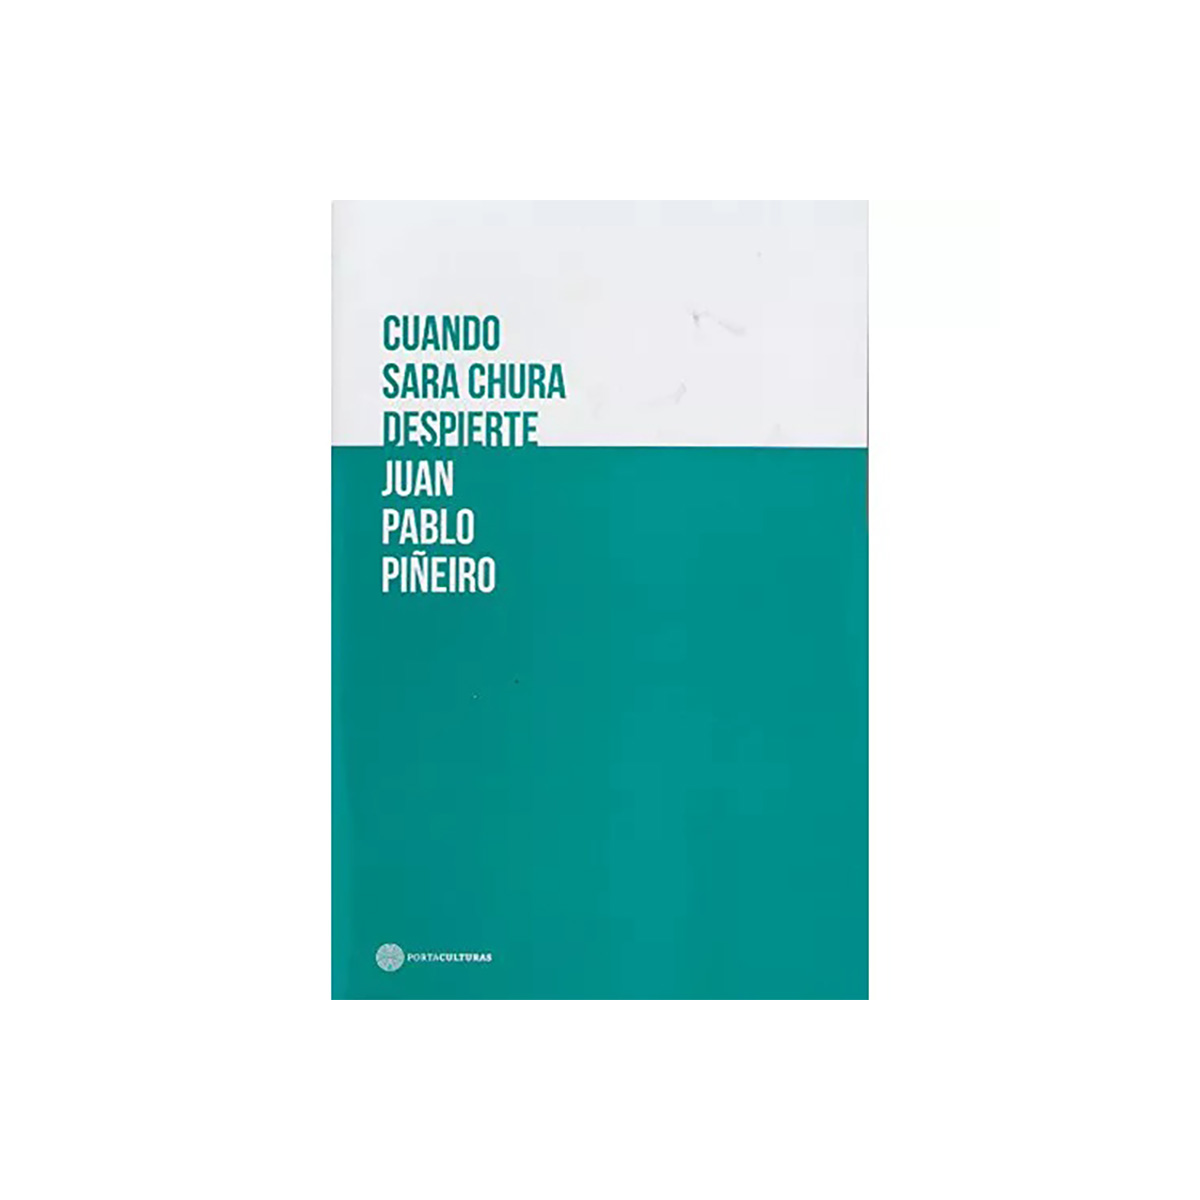 CUANDO
SARA CHURA
DESPIERTE
JUAN
PABLO
PIÑEIRO
PORTACULTURAS